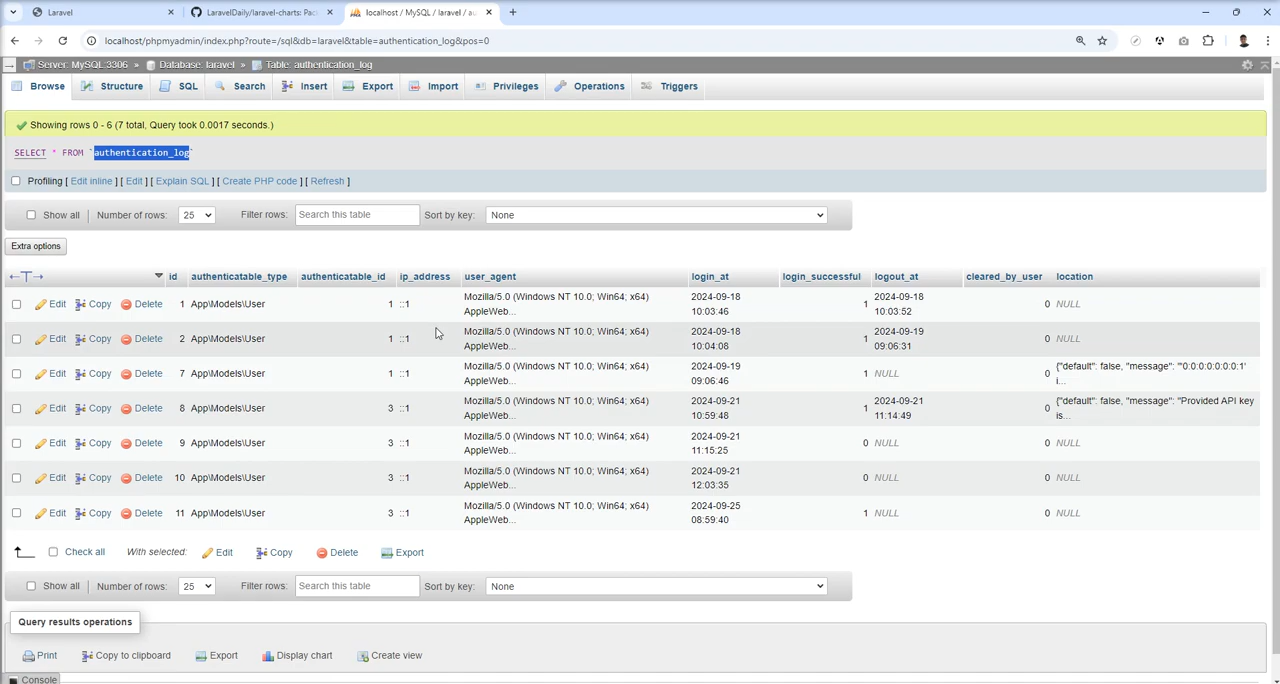 Laravel
LaravelDaily/laravel-charts: Pac
localhost / MySQL / laravel / au
localhost/phpmyadmin/index.php?route=/sql&db=laravel&table=authentication_log&pos=0
Server: MySQL:3306 » Database: laravel » Table: authentication_log
Browse Structure SQL Search Insert Export Import Privileges Operations Triggers
Showing rows 0 - 6 (7 total, Query took 0.0017 seconds.)
SELECT * FROM `authentication_log`
Profiling [ Edit inline ] [ Edit ] [ Explain SQL ] [ Create PHP code ] [ Refresh ]
Show all | Number of rows: 25 Filter rows: Search this table Sort by key: None
Extra options
←T→ id authenticatable_type authenticatable_id ip_address user_agent login_at login_successful logout_at cleared_by_user location
Edit Copy Delete 1 App\Models\User 1 ::1 Mozilla/5.0 (Windows NT 10.0; Win64; x64) AppleWeb... 2024-09-18 10:03:46 1 2024-09-18 10:03:52 0 NULL
Edit Copy Delete 2 App\Models\User 1 ::1 Mozilla/5.0 (Windows NT 10.0; Win64; x64) AppleWeb... 2024-09-18 10:04:08 1 2024-09-19 09:06:31 0 NULL
Edit Copy Delete 7 App\Models\User 1 ::1 Mozilla/5.0 (Windows NT 10.0; Win64; x64) AppleWeb... 2024-09-19 09:06:46 1 NULL 0 {"default": false, "message": "'0:0:0:0:0:0:0:1' i...
Edit Copy Delete 8 App\Models\User 3 ::1 Mozilla/5.0 (Windows NT 10.0; Win64; x64) AppleWeb... 2024-09-21 10:59:48 1 2024-09-21 11:14:49 0 {"default": false, "message": "Provided API key is...
Edit Copy Delete 9 App\Models\User 3 ::1 Mozilla/5.0 (Windows NT 10.0; Win64; x64) AppleWeb... 2024-09-21 11:15:25 0 NULL 0 NULL
Edit Copy Delete 10 App\Models\User 3 ::1 Mozilla/5.0 (Windows NT 10.0; Win64; x64) AppleWeb... 2024-09-21 12:03:35 0 NULL 0 NULL
Edit Copy Delete 11 App\Models\User 3 ::1 Mozilla/5.0 (Windows NT 10.0; Win64; x64) AppleWeb... 2024-09-25 08:59:40 1 NULL 0 NULL
Check all With selected: Edit Copy Delete Export
Show all | Number of rows: 25 Filter rows: Search this table Sort by key: None
Query results operations
Print Copy to clipboard Export Display chart Create view
Console